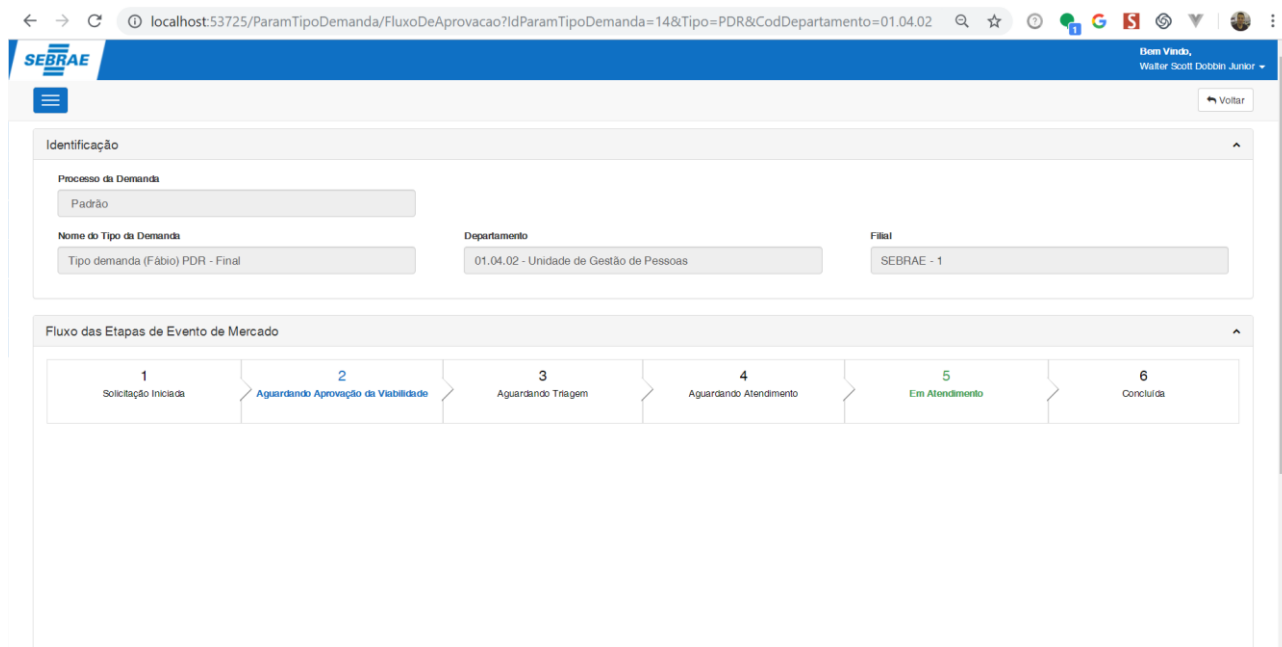 localhost:53725/ParamTipoDemanda/FluxoDeAprovacao?IdParamTipoDemanda=14&Tipo=PDR&CodDepartamento=01.04.02
1
SEBRAE
Bem Vindo,
Walter Scott Dobbin Junior
Voltar
Identificação
Processo da Demanda
Padrão
Nome do Tipo da Demanda Departamento Filial
Tipo demanda (Fábio) PDR - Final 01.04.02 - Unidade de Gestão de Pessoas SEBRAE - 1
Fluxo das Etapas de Evento de Mercado
1 2 3 4 5 6
Solicitação Iniciada Aguardando Aprovação da Viabilidade Aguardando Triagem Aguardando Atendimento Em Atendimento Concluída